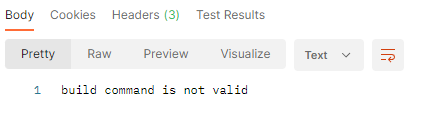 Body Cookies Headers (3) Test Results
Pretty Raw Preview Visualize Text
1 build command is not valid